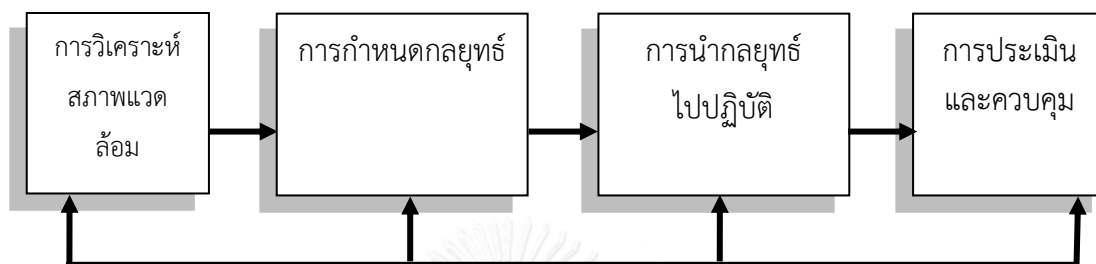 การวิเคราะห์
สภาพแวด
ล้อม
การกำหนดกลยุทธ์
การนำกลยุทธ์
ไปปฏิบัติ
การประเมิน
และควบคุม